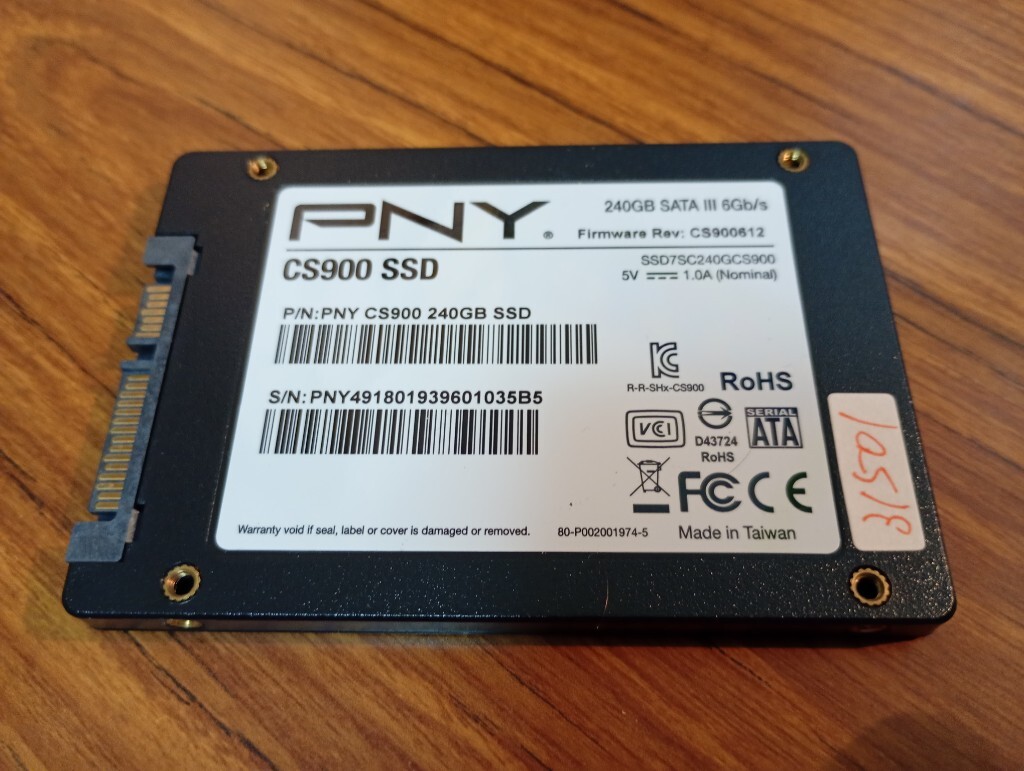 PNY®
240GB SATA III 6Gb/s
Firmware Rev: CS900612
CS900 SSD
SSD7SC240GCS900
5V 1.0A (Nominal)
P/N:PNY CS900 240GB SSD
S/N:PNY491801939601035B5
R-R-SHx-CS900
RoHS
VCI
D43724
RoHS
SERIAL
ATA
FC CE
Warranty void if seal, label or cover is damaged or removed.
80-P002001974-5
Made in Taiwan